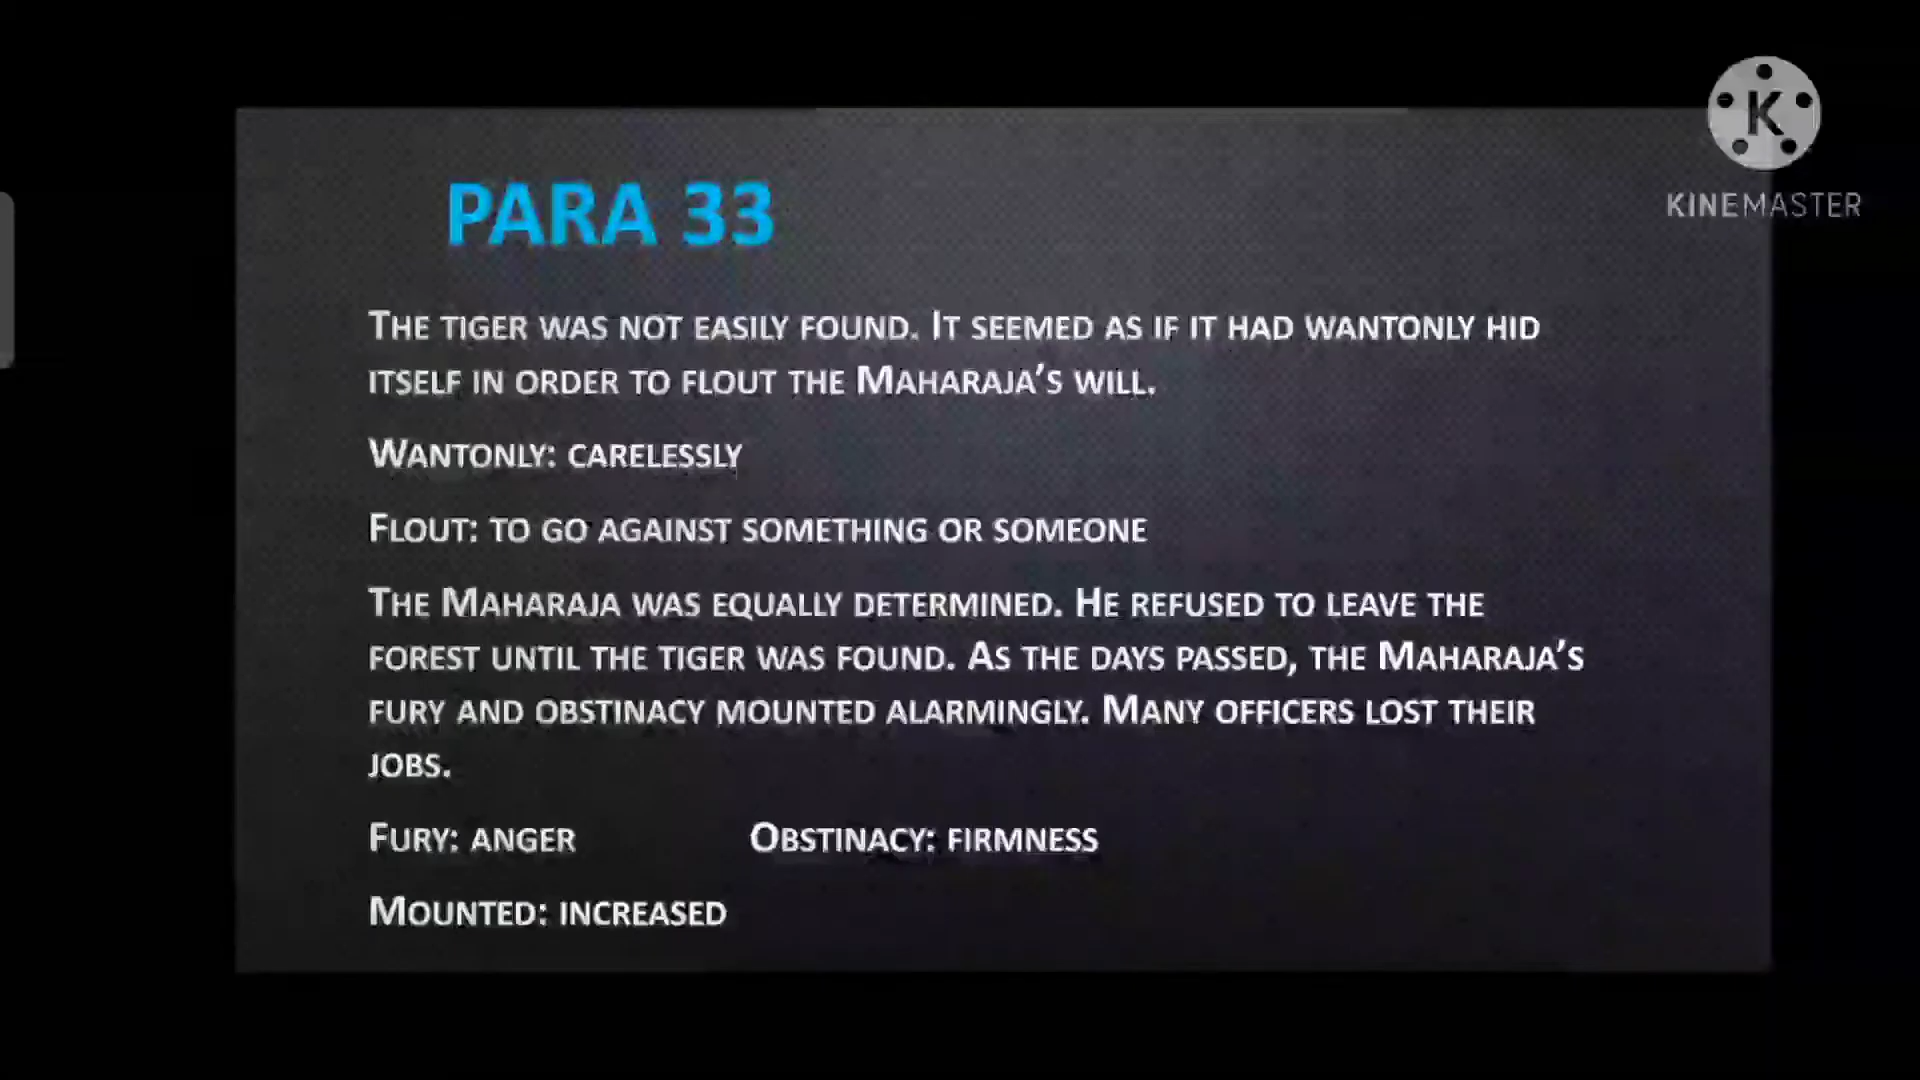 K
KINEMASTER
PARA 33
THE TIGER WAS NOT EASILY FOUND. IT SEEMED AS IF IT HAD WANTONLY HID
ITSELF IN ORDER TO FLOUT THE MAHARAJA'S WILL.
WANTONLY: CARELESSLY
FLOUT: TO GO AGAINST SOMETHING OR SOMEONE
THE MAHARAJA WAS EQUALLY DETERMINED. HE REFUSED TO LEAVE THE
FOREST UNTIL THE TIGER WAS FOUND. AS THE DAYS PASSED, THE MAHARAJA'S
FURY AND OBSTINACY MOUNTED ALARMINGLY. MANY OFFICERS LOST THEIR
JOBS.
FURY: ANGER OBSTINACY: FIRMNESS
MOUNTED: INCREASED